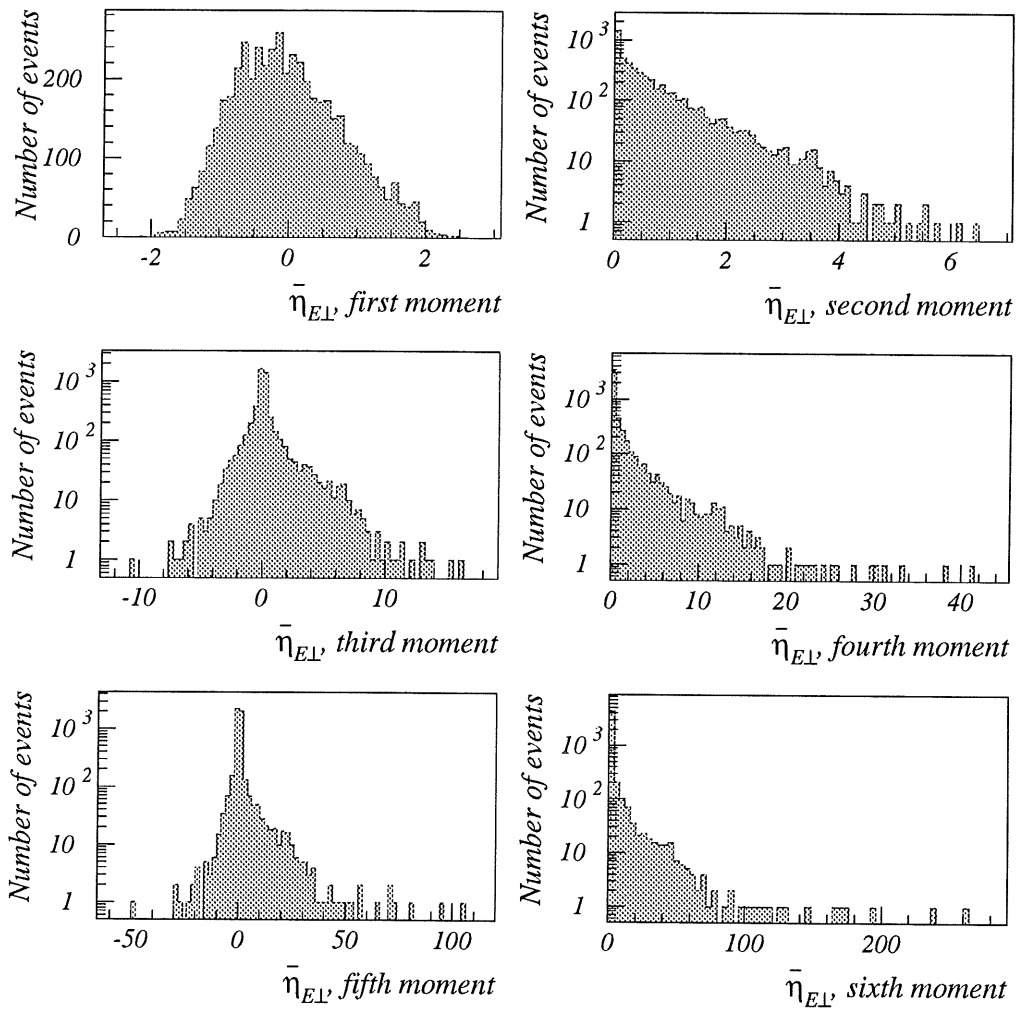 Number of events
200
100
0
-2 0 2
η̄E⊥, first moment
Number of events
10³
10²
10
1
0 2 4 6
η̄E⊥, second moment
Number of events
10³
10²
10
1
-10 0 10
η̄E⊥, third moment
Number of events
10³
10²
10
1
0 10 20 30 40
η̄E⊥, fourth moment
Number of events
10³
10²
10
1
-50 0 50 100
η̄E⊥, fifth moment
Number of events
10³
10²
10
1
0 100 200
η̄E⊥, sixth moment